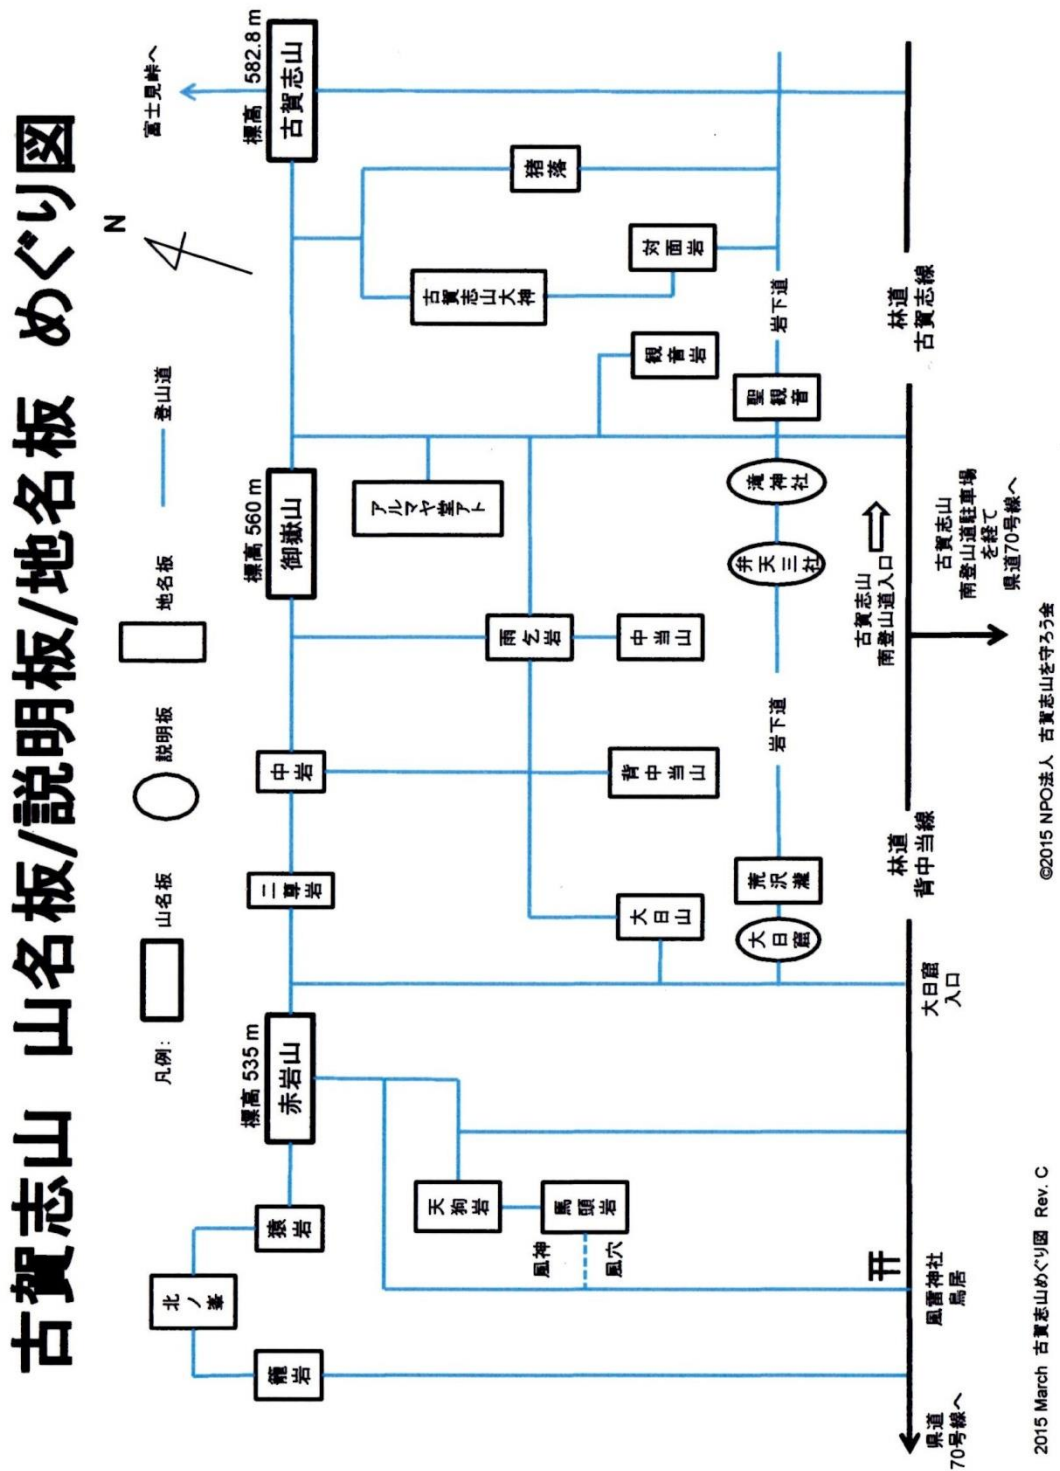 古賀志山 山名板/説明板/地名板 めぐり図
凡例:
山名板
説明板
地名板
登山道
N
富士見峠へ
標高 535 m
赤岩山
標高 560 m
御嶽山
標高 582.8 m
古賀志山
北ノ峯
籠岩
猿岩
二尊岩
中岩
天狗岩
馬頭岩
風神
風穴
アルマヤ堂アト
古賀志山大神
猪落
対面岩
観音岩
雨乞岩
中当山
背中当山
大日山
大日窟
荒沢瀧
岩下道
弁天三社
滝神社
聖観音
岩下道
古賀志山
南登山道入口
県道
70号線へ
風雷神社
鳥居
大日窟
入口
林道
背中当線
古賀志山
南登山道駐車場
を経て
県道70号線へ
林道
古賀志線
2015 March 古賀志山めぐり図 Rev. C
©2015 NPO法人 古賀志山を守ろう会